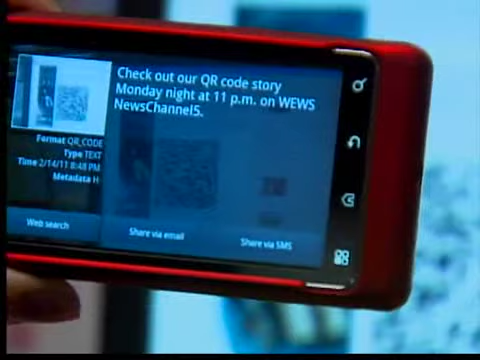 Check out our QR code story
Monday night at 11 p.m. on WEWS
NewsChannel5.
Format QR_CODE
Type TEXT
Time 2/14/11 8:48 PM
Metadata H
Web search
Share via email
Share via SMS